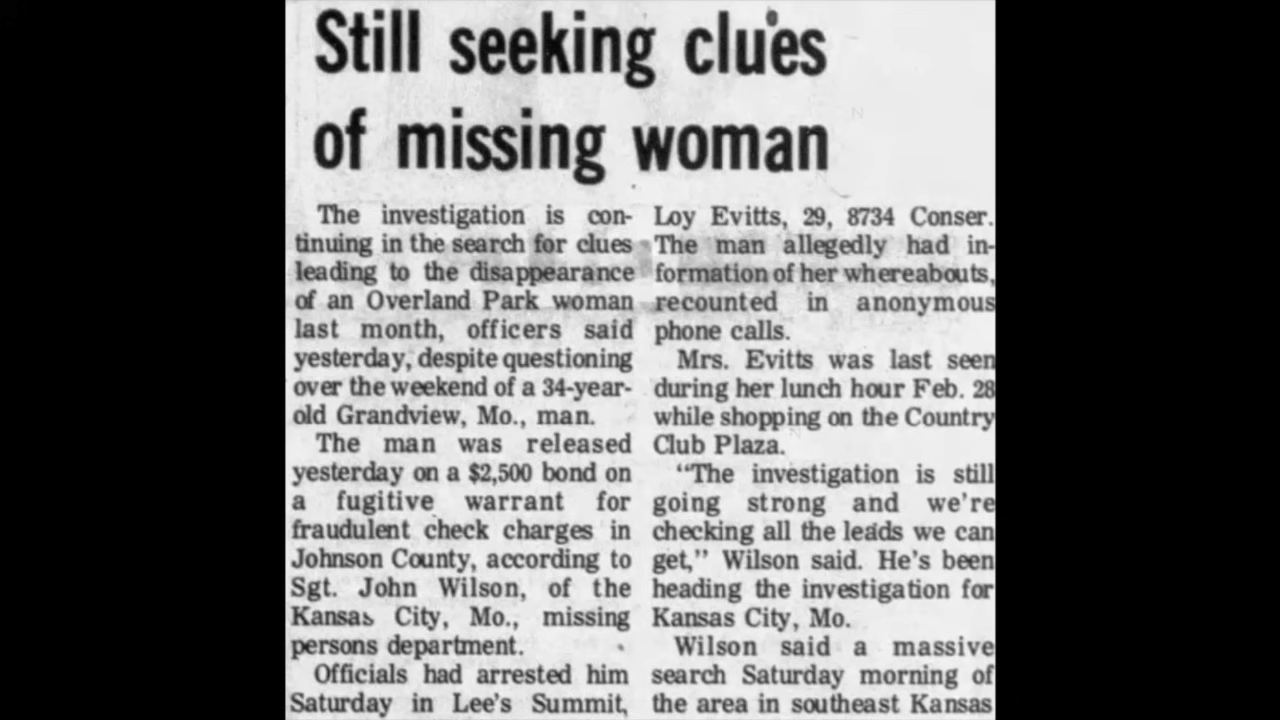 Still seeking clues
of missing woman
The investigation is con-
tinuing in the search for clues
leading to the disappearance
of an Overland Park woman
last month, officers said
yesterday, despite questioning
over the weekend of a 34-year-
old Grandview, Mo., man.
The man was released
yesterday on a $2,500 bond on
a fugitive warrant for
fraudulent check charges in
Johnson County, according to
Sgt. John Wilson, of the
Kansas City, Mo., missing
persons department.
Officials had arrested him
Saturday in Lee's Summit,
Loy Evitts, 29, 8734 Conser.
The man allegedly had in-
formation of her whereabouts,
recounted in anonymous
phone calls.
Mrs. Evitts was last seen
during her lunch hour Feb. 28
while shopping on the Country
Club Plaza.
"The investigation is still
going strong and we're
checking all the leads we can
get," Wilson said. He's been
heading the investigation for
Kansas City, Mo.
Wilson said a massive
search Saturday morning of
the area in southeast Kansas